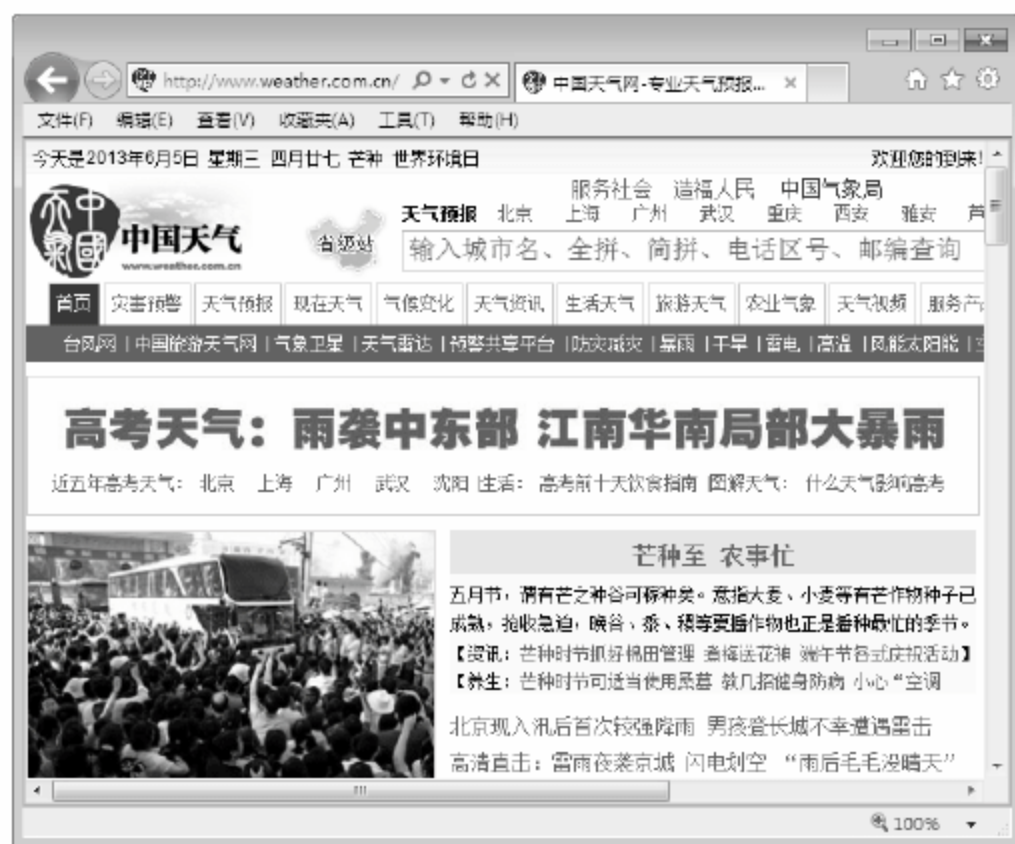 http://www.weather.com.cn/ 中国天气网-专业天气预报...
文件(F) 编辑(E) 查看(V) 收藏夹(A) 工具(T) 帮助(H)
今天是2013年6月5日 星期三 四月廿七 芒种 世界环境日 欢迎您的到来!
服务社会 造福人民 中国气象局
天气预报 北京 上海 广州 武汉 重庆 西安 雅安 芦
中国天气 省级站 输入城市名、全拼、简拼、电话区号、邮编查询
www.weather.com.cn
首页 灾害预警 天气预报 现在天气 气候变化 天气资讯 生活天气 旅游天气 农业气象 天气视频 服务产
台风网 | 中国旅游天气网 | 气象卫星 | 天气雷达 | 预警共享平台 | 防灾减灾 | 暴雨 | 干旱 | 雷电 | 高温 | 风能太阳能 |
高考天气：雨袭中东部 江南华南局部大暴雨
近五年高考天气： 北京 上海 广州 武汉 沈阳 |生活： 高考前十天饮食指南 图解天气： 什么天气影响高考
芒种至 农事忙
五月节，谓有芒之种谷可稼种矣。意指大麦、小麦等有芒作物种子已
成熟，抢收急迫，晚谷、黍、稷等夏播作物也正是播种最忙的季节。
【资讯：芒种时节抓好棉田管理 煮梅送花神 端午节各式庆祝活动】
【养生：芒种时节可适当使用 教几招健身防病 小心“空调
北京现入汛后首次较强降雨 男孩登长城不幸遭遇雷击
高清直击：雷雨夜袭京城 闪电划空 “雨后毛毛没晴天”
100%